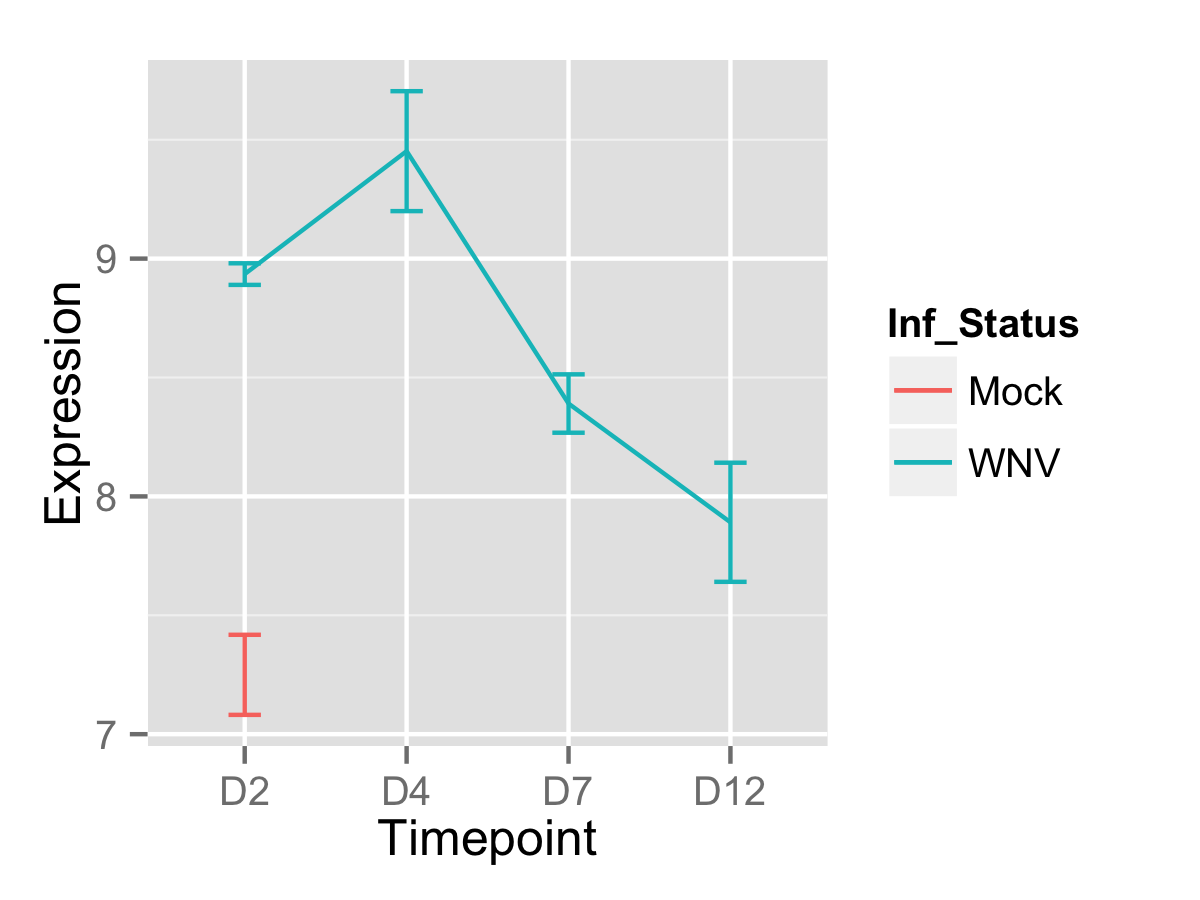 Expression
9
8
7
D2 D4 D7 D12
Timepoint
Inf_Status
Mock
WNV